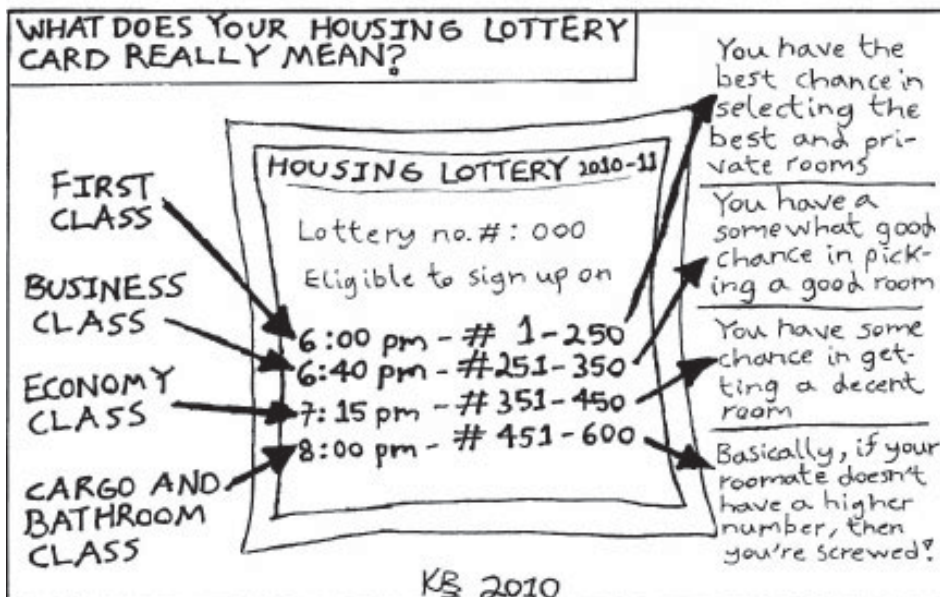 WHAT DOES YOUR HOUSING LOTTERY
CARD REALLY MEAN?
FIRST
CLASS
BUSINESS
CLASS
ECONOMY
CLASS
CARGO AND
BATHROOM
CLASS
HOUSING LOTTERY 2010-11
Lottery no.#: 000
Eligible to sign up on
6:00 pm - # 1-250
6:40 pm - #251-350
7:15 pm - # 351-450
8:00 pm - # 451-600
You have the
best chance in
selecting the
best and pri-
vate rooms
You have a
somewhat good
chance in pick-
ing a good room
You have some
chance in get-
ting a decent
room
Basically, if your
roomate doesn't
have a higher
number, then
you're screwed!
KB 2010